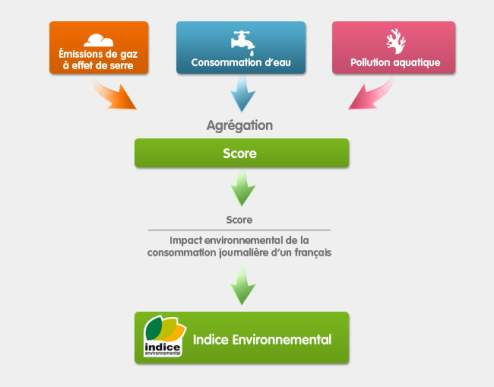 Émissions de gaz
à effet de serre
Consommation d'eau
Pollution aquatique
Agrégation
Score
Score
Impact environnemental de la
consommation journalière d'un français
indice
environnemental
Indice Environnemental